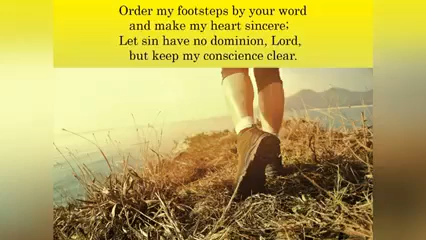 Order my footsteps by your word
and make my heart sincere;
Let sin have no dominion, Lord,
but keep my conscience clear.